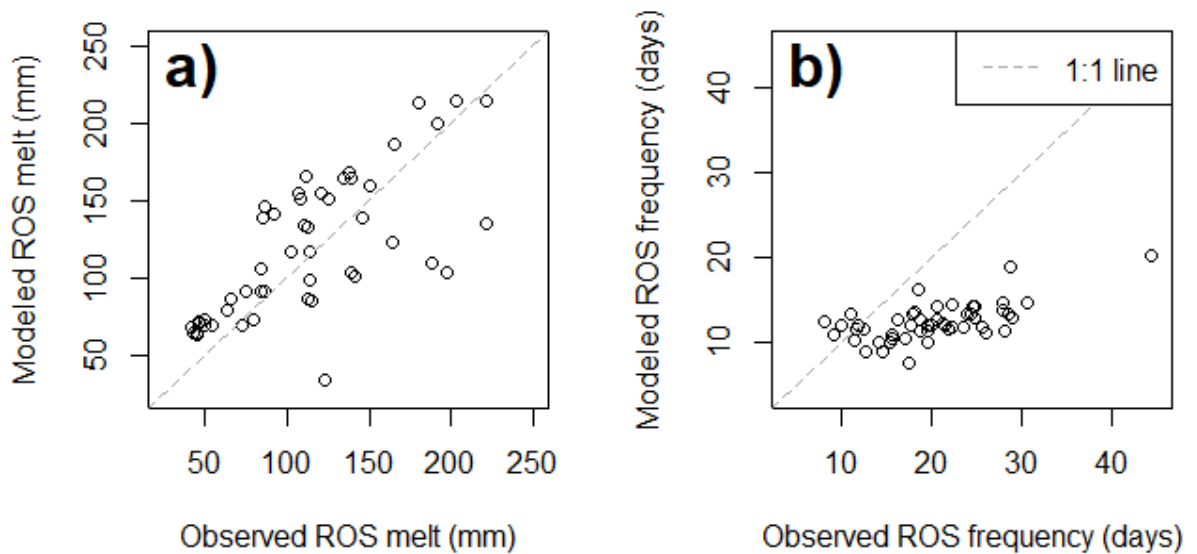 a)
Modeled ROS melt (mm)
250
200
150
100
50
50 100 150 200 250
Observed ROS melt (mm)
b)
1:1 line
Modeled ROS frequency (days)
40
30
20
10
10 20 30 40
Observed ROS frequency (days)